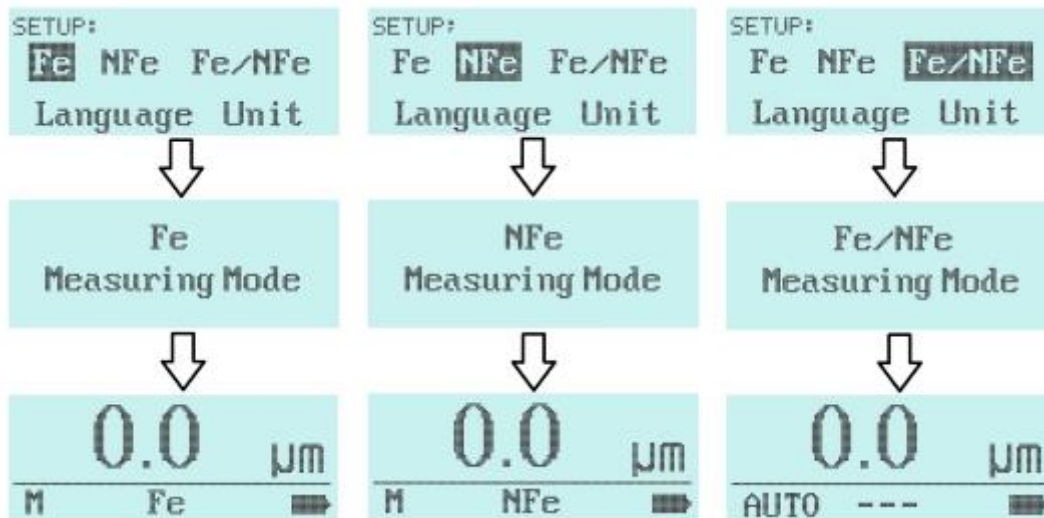 SETUP:
Fe NFe Fe/NFe
Language Unit
Fe
Measuring Mode
0.0 µm
M Fe
SETUP:
Fe NFe Fe/NFe
Language Unit
NFe
Measuring Mode
0.0 µm
M NFe
SETUP:
Fe NFe Fe/NFe
Language Unit
Fe/NFe
Measuring Mode
0.0 µm
AUTO ---